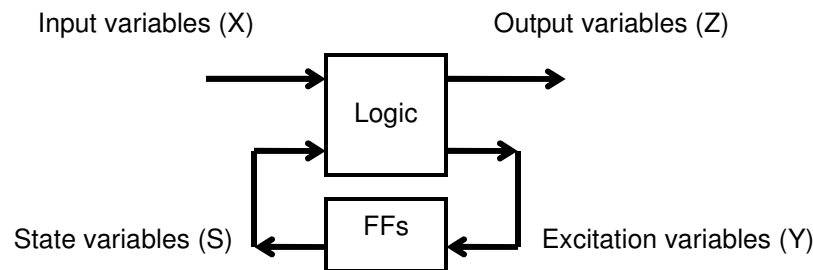 Input variables (X)
Output variables (Z)
Logic
FFs
State variables (S)
Excitation variables (Y)